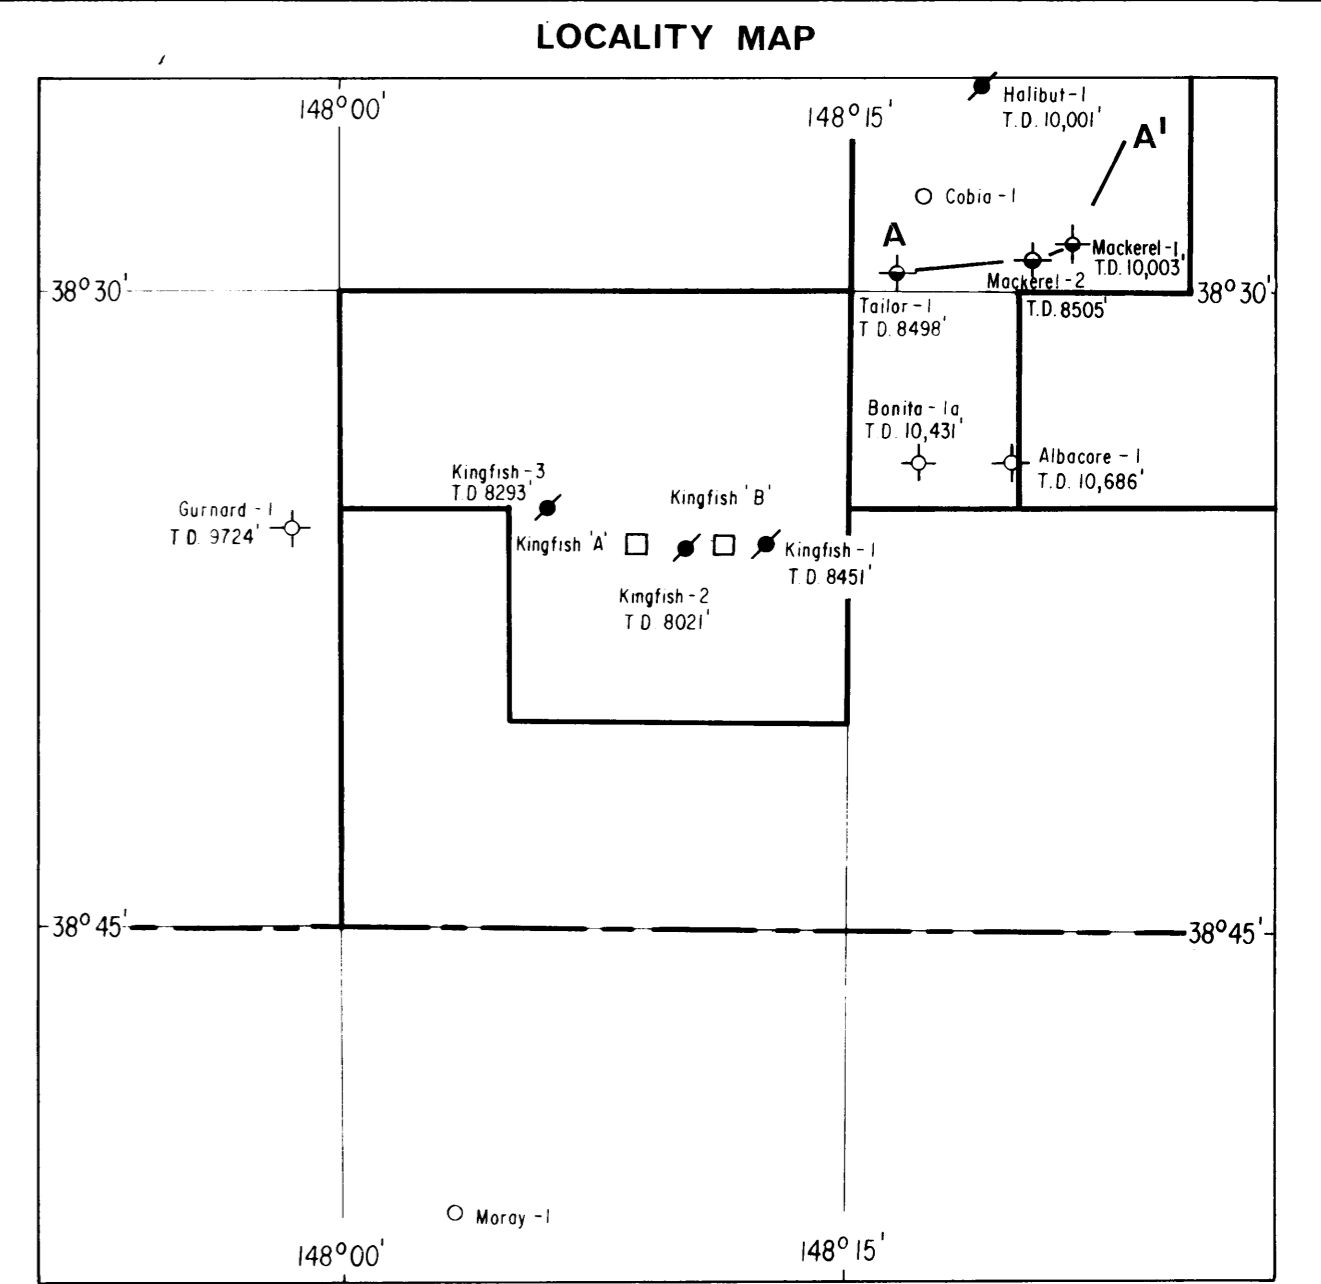 LOCALITY MAP
148°00'
148°15'
Halibut-1
T.D. 10,001'
A'
Cobia-1
A
Mackerel-1
T.D. 10,003'
38°30'
Mackerel-2
T.D. 8505'
38°30'
Tailor-1
T D. 8498'
Bonita-1a
T D. 10,431'
Albacore-1
T.D. 10,686'
Kingfish-3
T.D 8293'
Kingfish 'B'
Gurnard-1
T D. 9724'
Kingfish 'A'
Kingfish-1
T.D. 8451'
Kingfish-2
T D 8021'
38°45'
38°45'
Moray-1
148°00'
148°15'